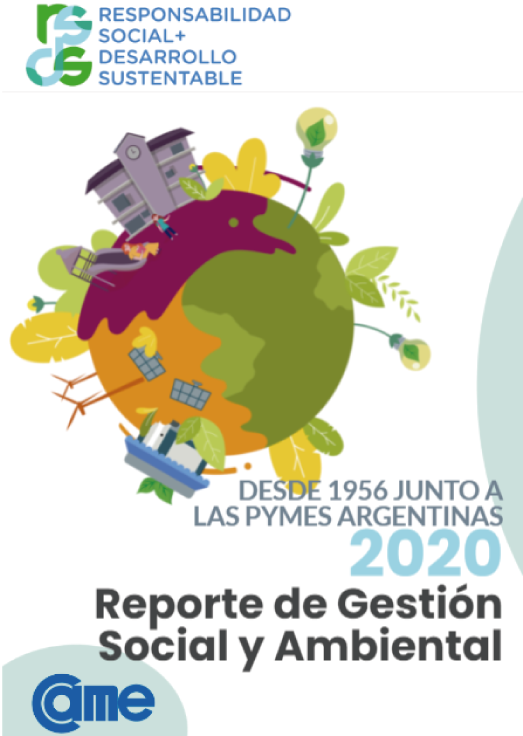 rs
ds
RESPONSABILIDAD
SOCIAL+
DESARROLLO
SUSTENTABLE
DESDE 1956 JUNTO A
LAS PYMES ARGENTINAS
2020
Reporte de Gestión
Social y Ambiental
Came